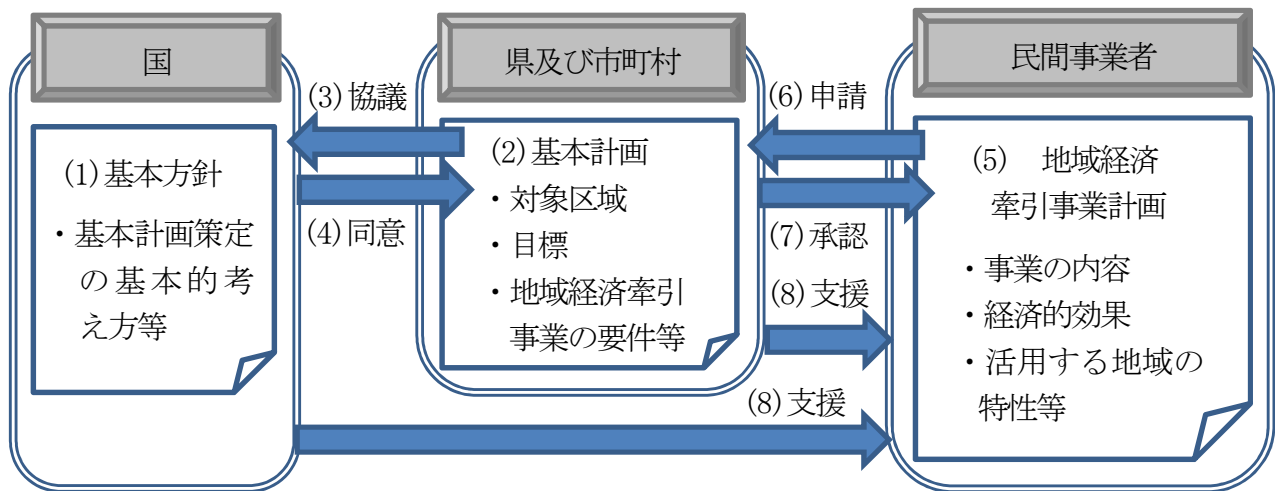 国
県及び市町村
民間事業者
(3)協議
(6)申請
(1)基本方針
・基本計画策定
の基本的考
え方等
(4)同意
(2)基本計画
・対象区域
・目標
・地域経済牽引
事業の要件等
(7)承認
(8)支援
(8)支援
(5) 地域経済
牽引事業計画
・事業の内容
・経済的効果
・活用する地域の
特性等